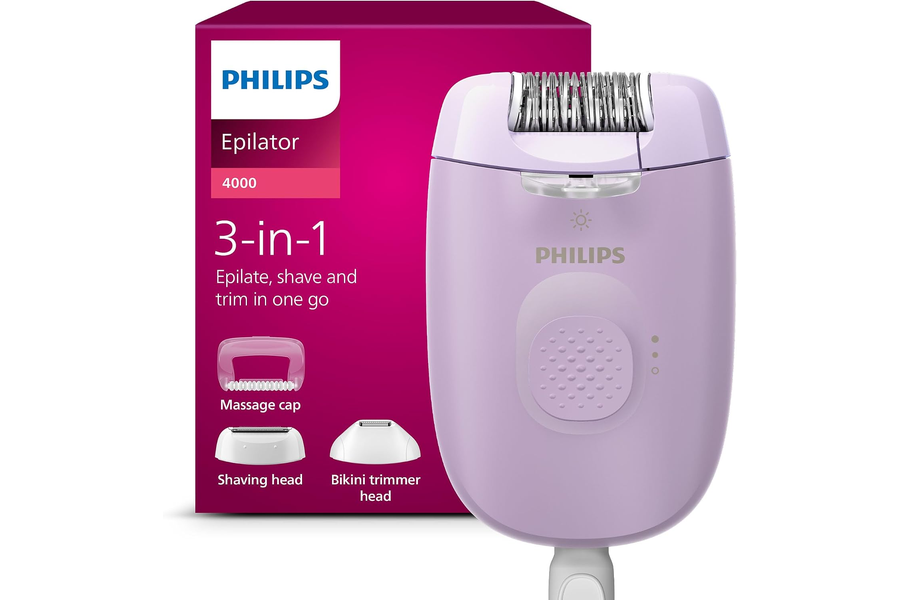 PHILIPS
Epilator
4000
3-in-1
Epilate, shave and
trim in one go
Massage cap
Shaving head
Bikini trimmer
head
PHILIPS